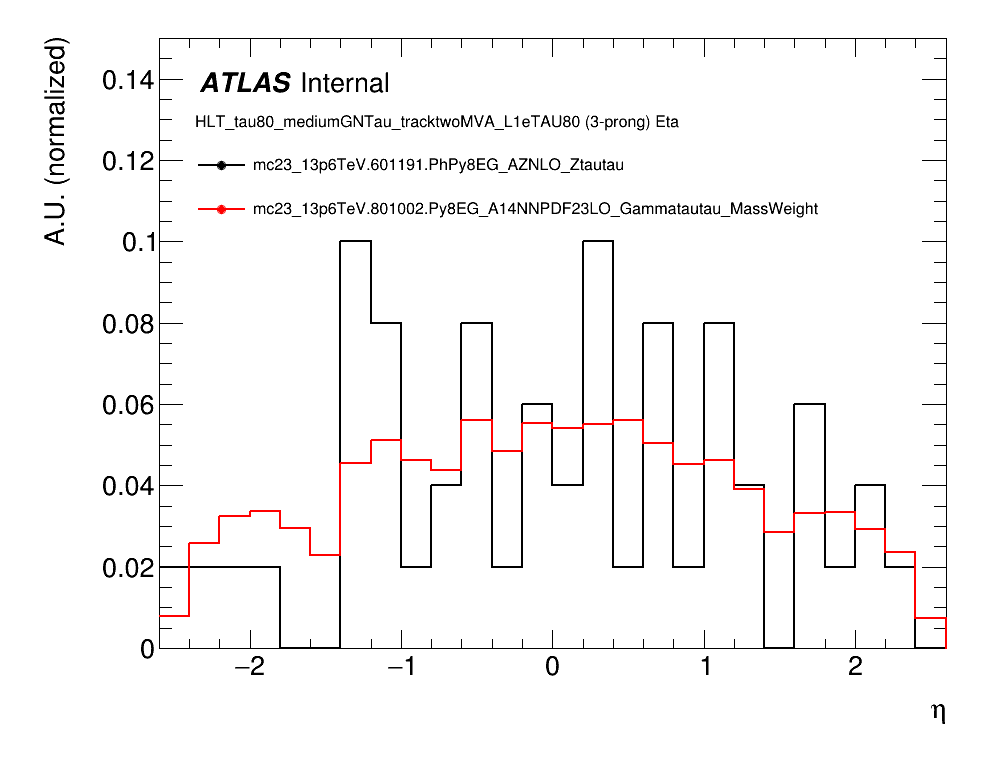 A.U. (normalized)
ATLAS Internal
HLT_tau80_mediumGNTau_tracktwoMVA_L1eTAU80 (3-prong) Eta
mc23_13p6TeV.601191.PhPy8EG_AZNLO_Ztautau
mc23_13p6TeV.801002.Py8EG_A14NNPDF23LO_Gammatautau_MassWeight
0.14
0.12
0.1
0.08
0.06
0.04
0.02
0
−2 −1 0 1 2
η